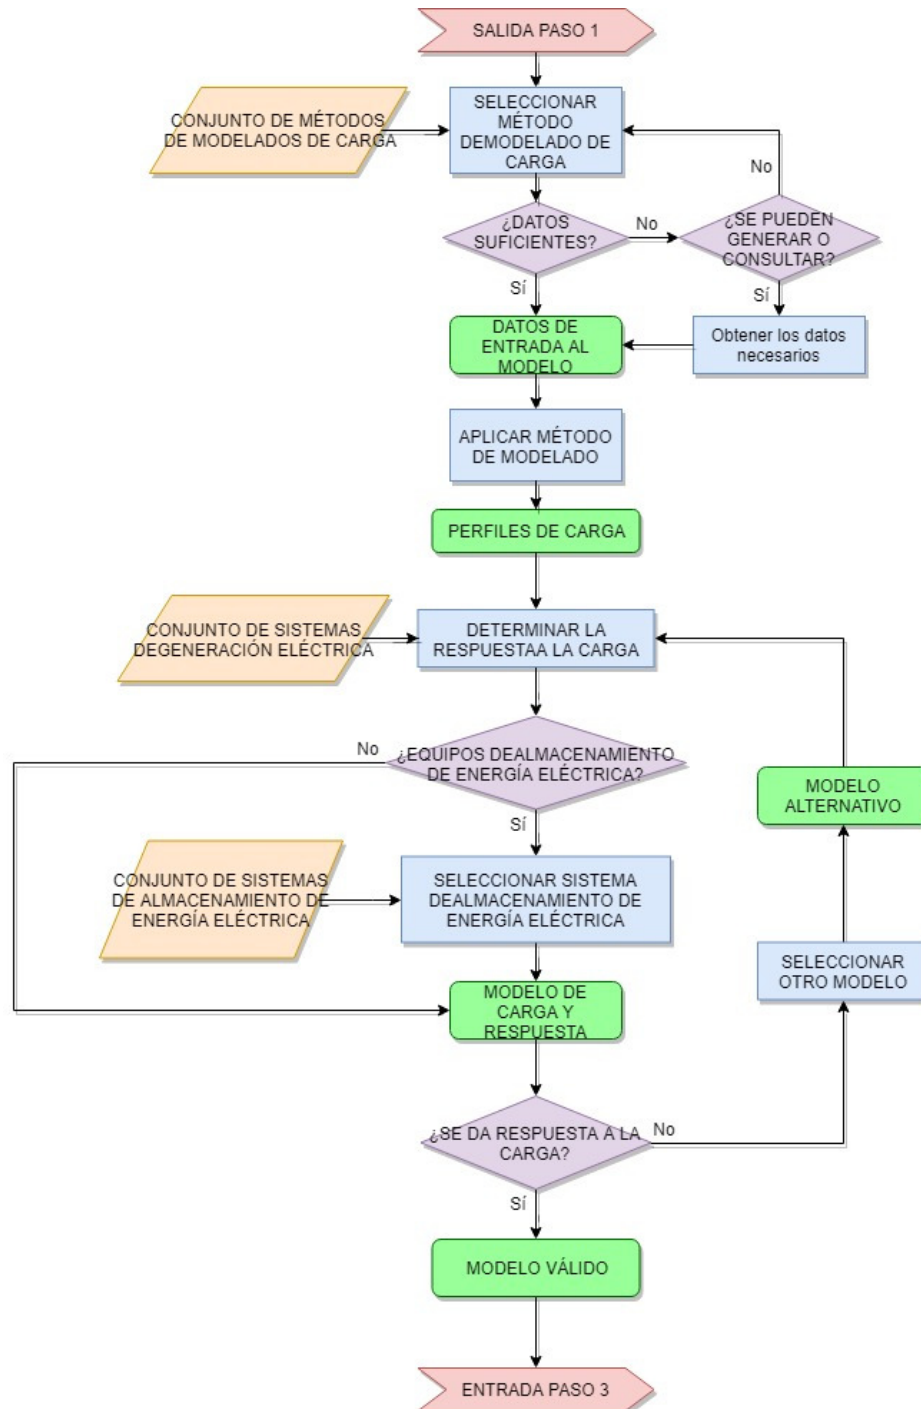 SALIDA PASO 1
CONJUNTO DE MÉTODOS
DE MODELADOS DE CARGA
SELECCIONAR
MÉTODO
DEMODELADO DE
CARGA
No
¿DATOS
SUFICIENTES?
No
¿SE PUEDEN
GENERAR O
CONSULTAR?
Sí
Sí
DATOS DE
ENTRADA AL
MODELO
Obtener los datos
necesarios
APLICAR MÉTODO
DE MODELADO
PERFILES DE CARGA
CONJUNTO DE SISTEMAS
DEGENERACIÓN ELÉCTRICA
DETERMINAR LA
RESPUESTAA LA CARGA
No
¿EQUIPOS DEALMACENAMIENTO
DE ENERGÍA ELÉCTRICA?
MODELO
ALTERNATIVO
Sí
CONJUNTO DE SISTEMAS
DE ALMACENAMIENTO DE
ENERGÍA ELÉCTRICA
SELECCIONAR SISTEMA
DEALMACENAMIENTO DE
ENERGÍA ELÉCTRICA
SELECCIONAR
OTRO MODELO
MODELO DE
CARGA Y
RESPUESTA
¿SE DA RESPUESTA A LA
CARGA?
No
Sí
MODELO VÁLIDO
ENTRADA PASO 3